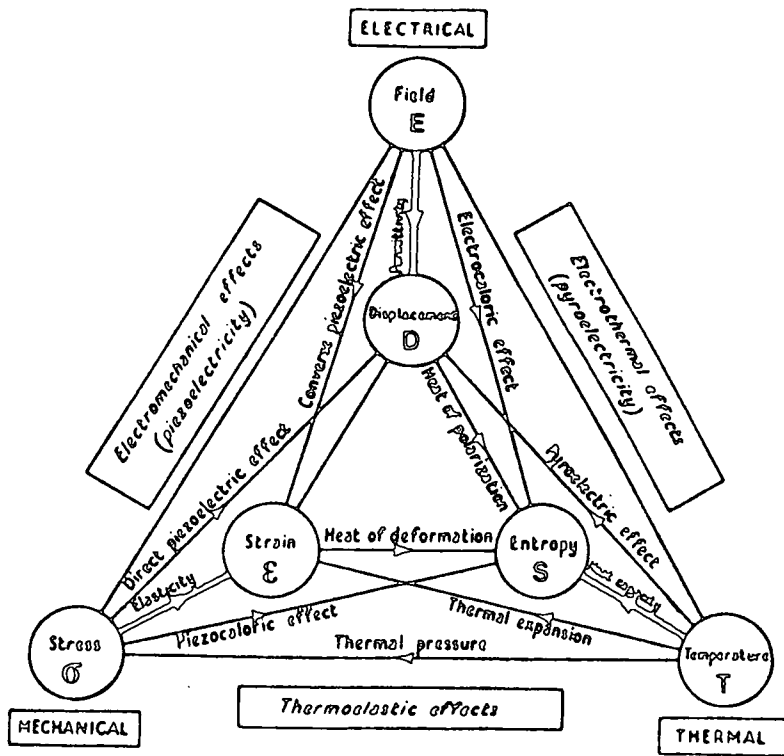 ELECTRICAL
Field
E
Electromechanical effects
(piezoelectricity)
Converse piezoelectric effect
Electrocaloric effect
Electrothermal effects
(pyroelectricity)
D
Direct piezoelectric effect
Heat of polarization
Pyroelectric effect
Strain
ε
Heat of deformation
Entropy
S
Elasticity
Piezocaloric effect
Thermal expansion
Stress
σ
Thermal pressure
Temperature
T
MECHANICAL
Thermoelastic effects
THERMAL